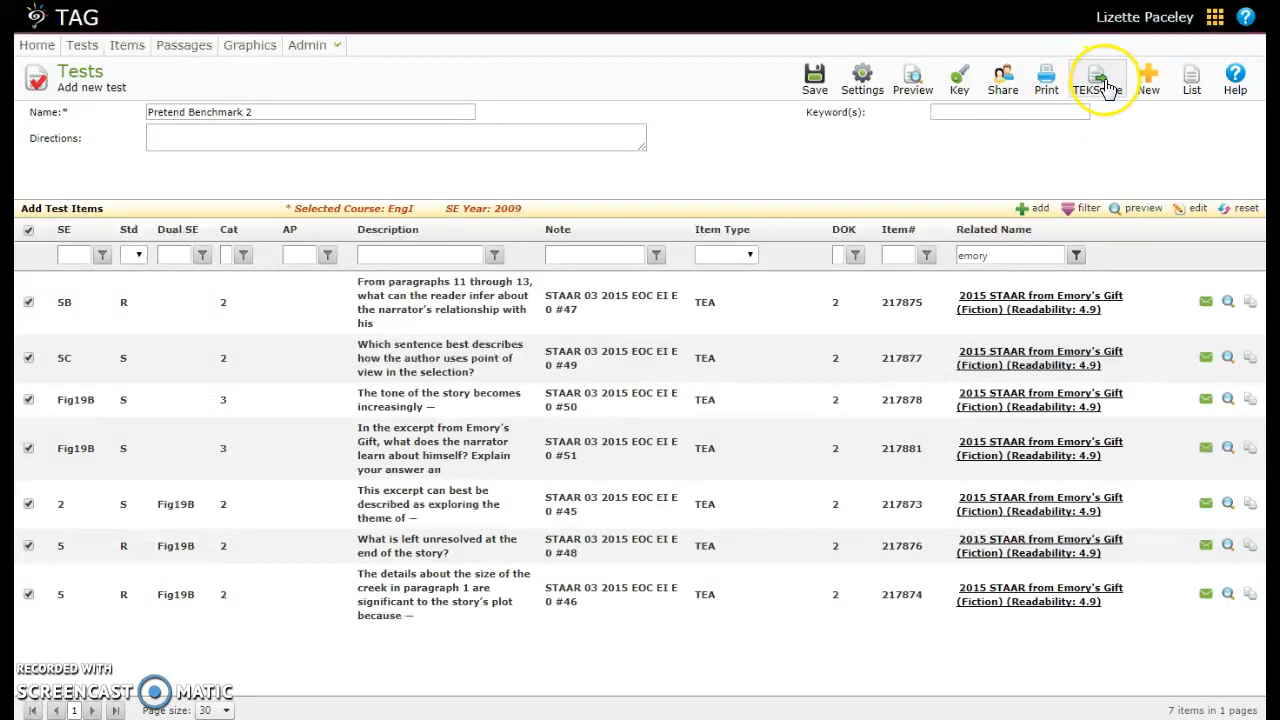 TAG
Lizette Paceley
Home Tests Items Passages Graphics Admin
Tests
Add new test
Save Settings Preview Key Share Print New List Help
Name:* Pretend Benchmark 2 Keyword(s):
Directions:
Add Test Items * Selected Course: EngI SE Year: 2009 add filter preview edit reset
SE Std Dual SE Cat AP Description Note Item Type DOK Item# Related Name
emory
5B R 2 From paragraphs 11 through 13, what can the reader infer about the narrator's relationship with his STAAR 03 2015 EOC EI E 0 #47 TEA 2 217875 2015 STAAR from Emory's Gift (Fiction) (Readability: 4.9)
5C S 2 Which sentence best describes how the author uses point of view in the selection? STAAR 03 2015 EOC EI E 0 #49 TEA 2 217877 2015 STAAR from Emory's Gift (Fiction) (Readability: 4.9)
Fig19B S 3 The tone of the story becomes increasingly — STAAR 03 2015 EOC EI E 0 #50 TEA 2 217878 2015 STAAR from Emory's Gift (Fiction) (Readability: 4.9)
Fig19B S 3 In the excerpt from Emory's Gift, what does the narrator learn about himself? Explain your answer an STAAR 03 2015 EOC EI E 0 #51 TEA 2 217881 2015 STAAR from Emory's Gift (Fiction) (Readability: 4.9)
2 S Fig19B 2 This excerpt can best be described as exploring the theme of — STAAR 03 2015 EOC EI E 0 #45 TEA 2 217873 2015 STAAR from Emory's Gift (Fiction) (Readability: 4.9)
5 R Fig19B 2 What is left unresolved at the end of the story? STAAR 03 2015 EOC EI E 0 #48 TEA 2 217876 2015 STAAR from Emory's Gift (Fiction) (Readability: 4.9)
5 R Fig19B 2 The details about the size of the creek in paragraph 1 are significant to the story's plot because — STAAR 03 2015 EOC EI E 0 #46 TEA 2 217874 2015 STAAR from Emory's Gift (Fiction) (Readability: 4.9)
RECORDED WITH
SCREENCAST MATIC
1 Page size: 30 7 items in 1 pages